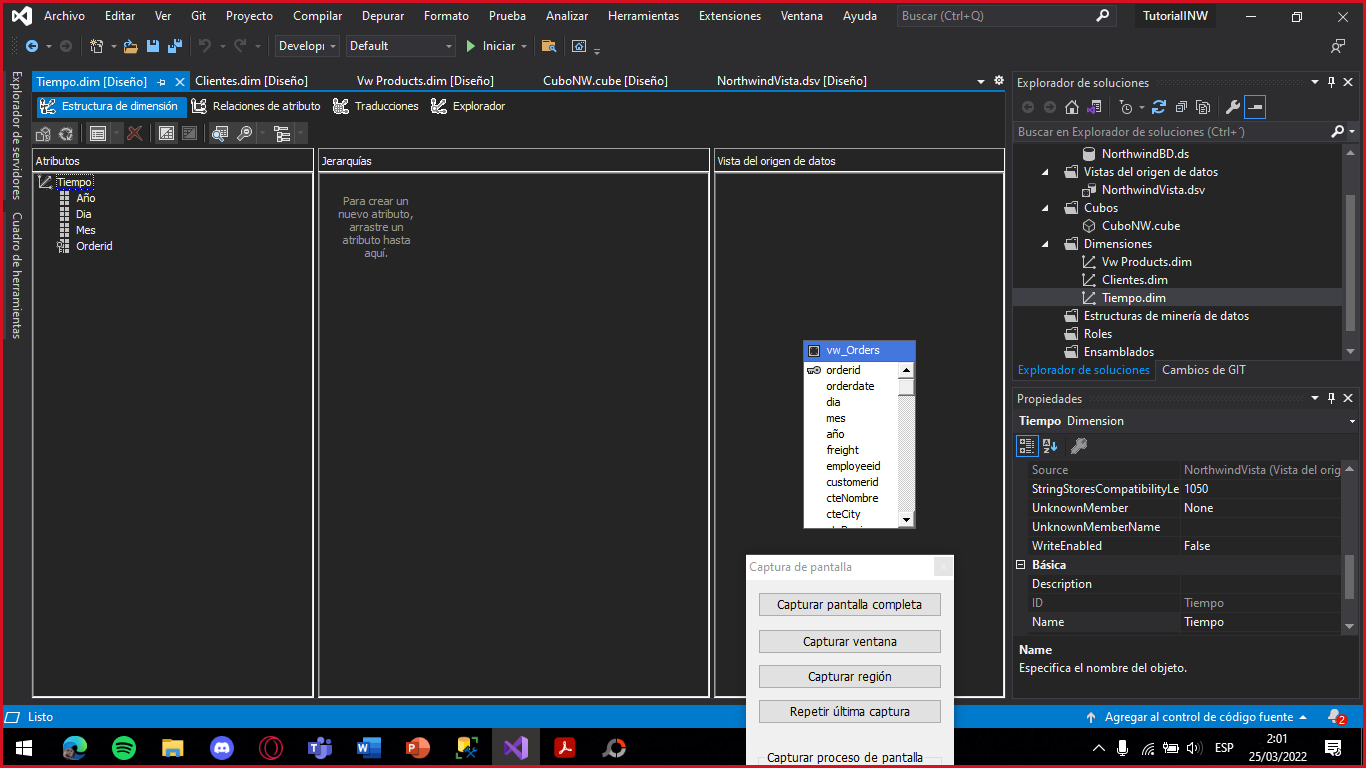 Archivo Editar Ver Git Proyecto Compilar Depurar Formato Prueba Analizar Herramientas Extensiones Ventana Ayuda Buscar (Ctrl+Q) TutorialINW
Default Iniciar
Explorador de servidores
Cuadro de herramientas
Tiempo.dim [Diseño] Clientes.dim [Diseño] Vw Products.dim [Diseño] CuboNW.cube [Diseño] NorthwindVista.dsv [Diseño]
Estructura de dimensión Relaciones de atributo Traducciones Explorador
Atributos
Tiempo
Año
Dia
Mes
Orderid
Jerarquías
Para crear un
nuevo atributo,
arrastre un
atributo hasta
aquí.
Vista del origen de datos
vw_Orders
orderid
orderdate
dia
mes
año
freight
employeeid
customerid
cteNombre
cteCity
Captura de pantalla
Capturar pantalla completa
Capturar ventana
Capturar región
Repetir última captura
Capturar proceso de pantalla
Explorador de soluciones
Buscar en Explorador de soluciones (Ctrl+´)
NorthwindBD.ds
Vistas del origen de datos
NorthwindVista.dsv
Cubos
CuboNW.cube
Dimensiones
Vw Products.dim
Clientes.dim
Tiempo.dim
Estructuras de minería de datos
Roles
Ensamblados
Explorador de soluciones Cambios de GIT
Propiedades
Tiempo Dimension
Source NorthwindVista (Vista del orig
StringStoresCompatibilityLe 1050
UnknownMember None
UnknownMemberName
WriteEnabled False
Básica
Description
ID Tiempo
Name Tiempo
Name
Especifica el nombre del objeto.
Listo Agregar al control de código fuente 2
ESP 2:01
25/03/2022